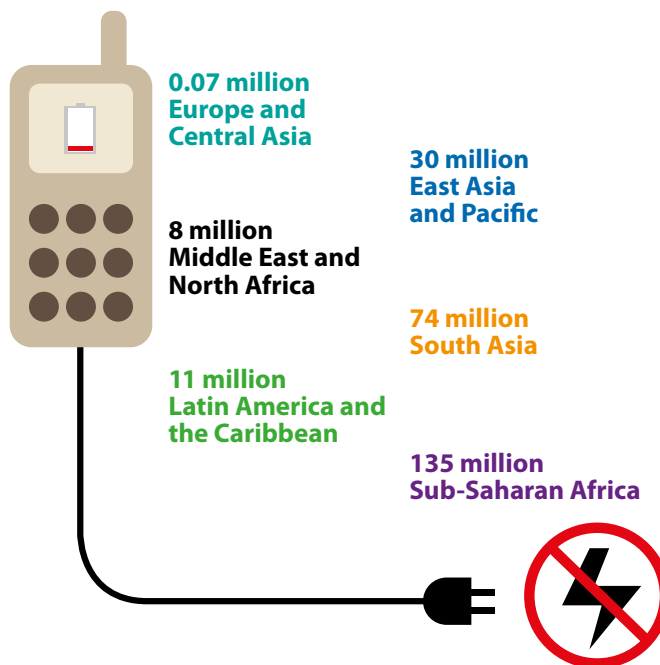 0.07 million
Europe and
Central Asia
30 million
East Asia
and Pacific
8 million
Middle East and
North Africa
74 million
South Asia
11 million
Latin America and
the Caribbean
135 million
Sub-Saharan Africa